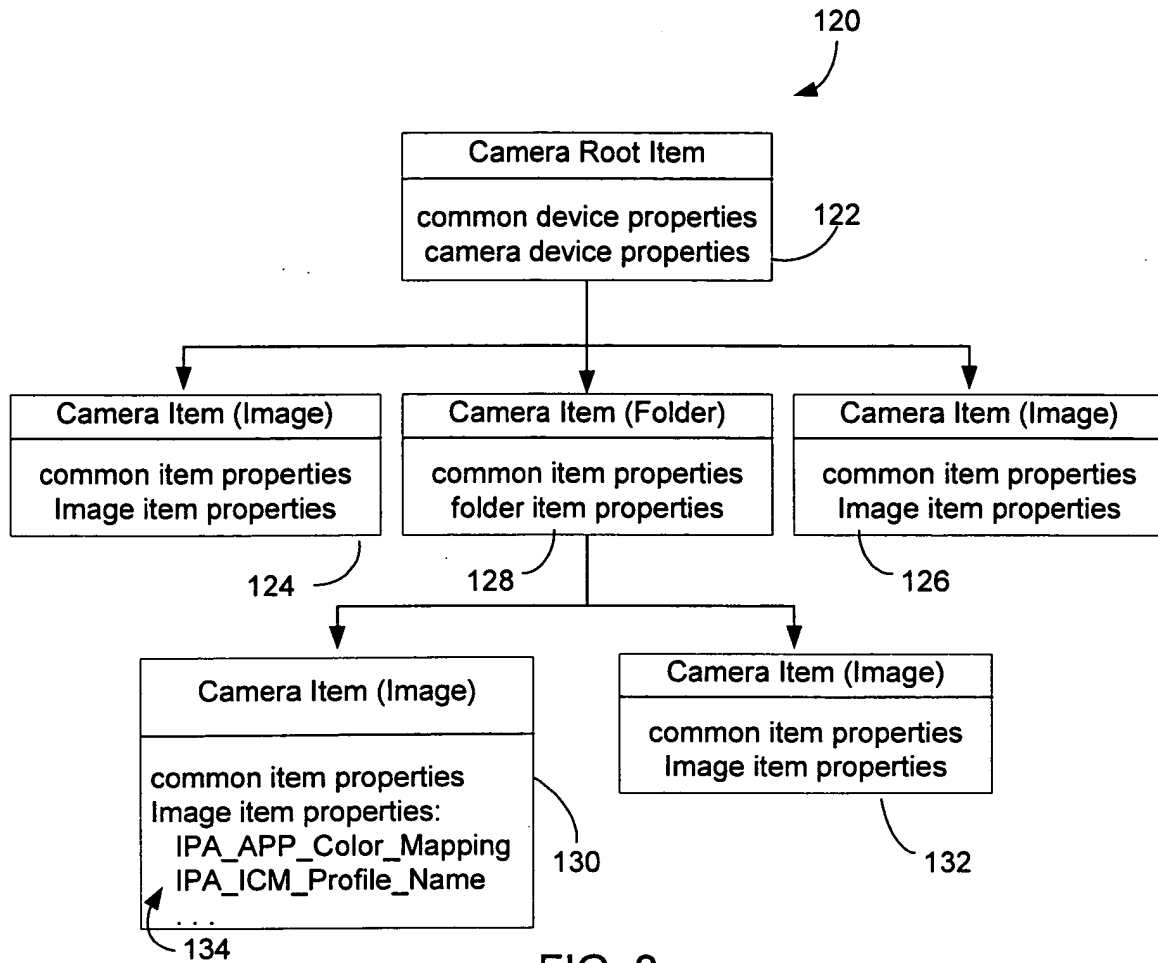 120
Camera Root Item
common device properties
camera device properties
122
Camera Item (Image)
common item properties
Image item properties
124
Camera Item (Folder)
common item properties
folder item properties
128
Camera Item (Image)
common item properties
Image item properties
126
Camera Item (Image)
common item properties
Image item properties:
IPA_APP_Color_Mapping
IPA_ICM_Profile_Name
. . .
130
134
Camera Item (Image)
common item properties
Image item properties
132